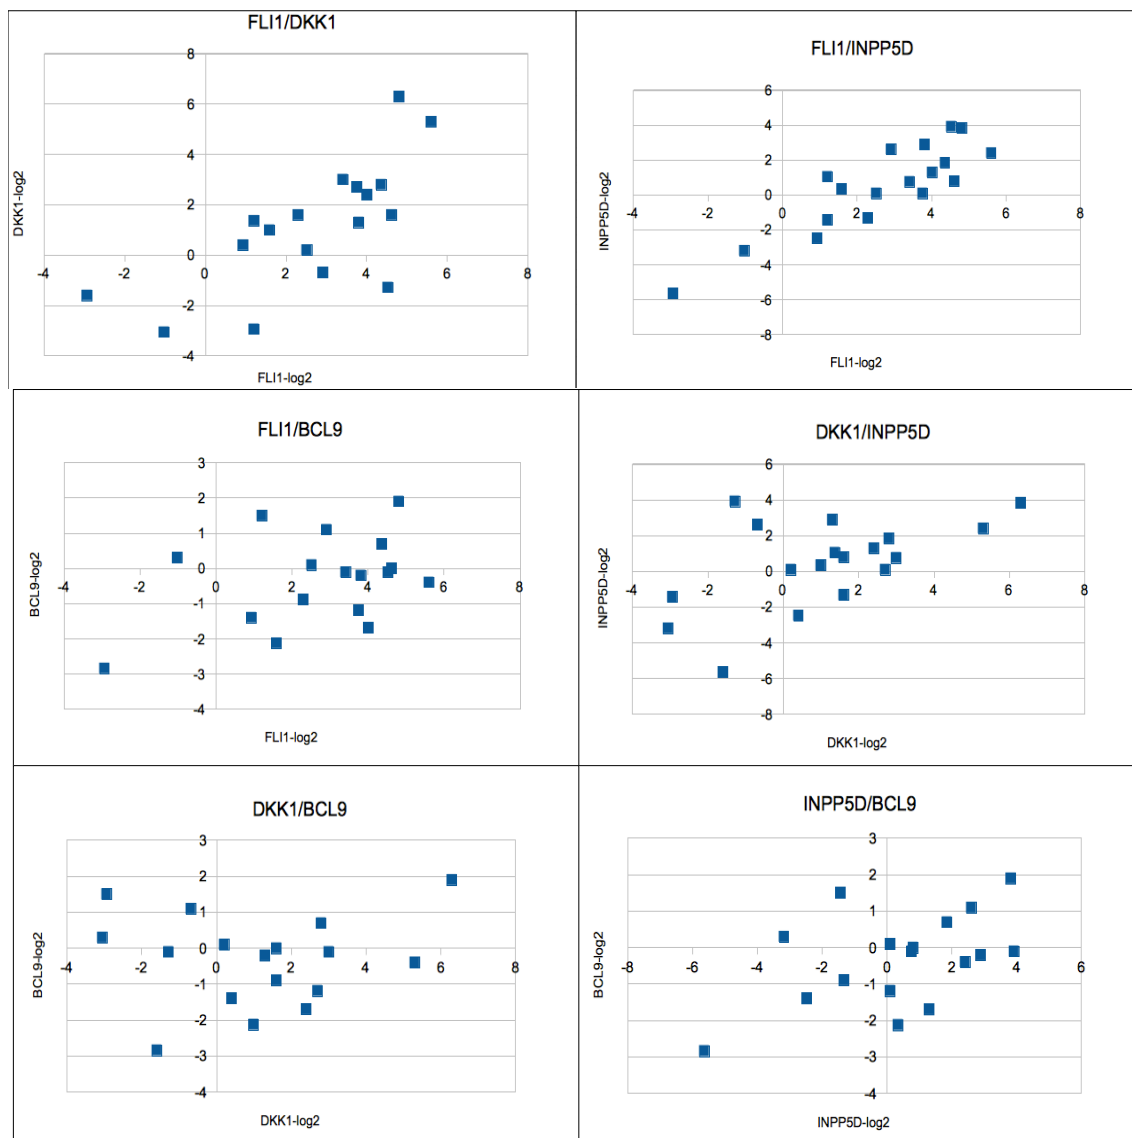 FLI1/DKK1
8
6
4
2
0
-2
-4
-4 -2 0 2 4 6 8
DKK1-log2
FLI1-log2
FLI1/INPP5D
6
4
2
0
-2
-4
-6
-8
-4 -2 0 2 4 6 8
INPP5D-log2
FLI1-log2
FLI1/BCL9
3
2
1
0
-1
-2
-3
-4
-4 -2 0 2 4 6 8
BCL9-log2
FLI1-log2
DKK1/INPP5D
6
4
2
0
-2
-4
-6
-8
-4 -2 0 2 4 6 8
INPP5D-log2
DKK1-log2
DKK1/BCL9
3
2
1
0
-1
-2
-3
-4
-4 -2 0 2 4 6 8
BCL9-log2
DKK1-log2
INPP5D/BCL9
3
2
1
0
-1
-2
-3
-4
-8 -6 -4 -2 0 2 4 6
BCL9-log2
INPP5D-log2